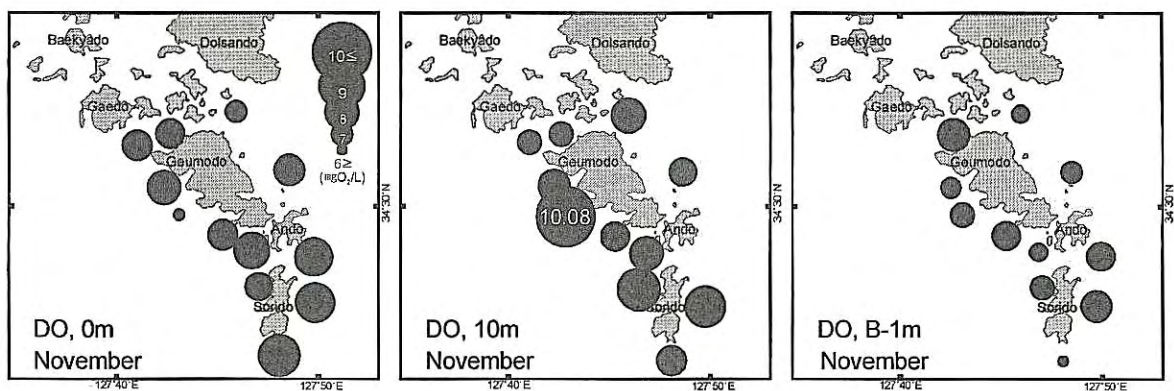 Baekyado
Dolsando
10≤
9
8
7
6≥
(mgO₂/L)
Gaedo
Geumodo
Ando
Sorido
DO, 0m
November
34°30'N
127°40'E
127°50'E
Baekyado
Dolsando
Gaedo
Geumodo
10.08
Ando
Sorido
DO, 10m
November
34°30'N
127°40'E
127°50'E
Baekyado
Dolsando
Gaedo
Geumodo
Ando
Sorido
DO, B-1m
November
34°30'N
127°40'E
127°50'E